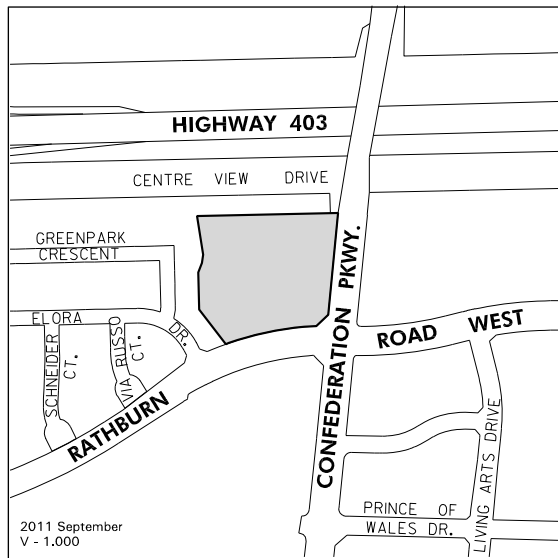 HIGHWAY 403
CENTRE VIEW DRIVE
GREENPARK
CRESCENT
ELORA
DR.
SCHNEIDER
CT.
VIA RUSSO
CT.
RATHBURN
ROAD WEST
CONFEDERATION PKWY.
LIVING ARTS DRIVE
PRINCE OF
WALES DR.
2011 September
V - 1.000